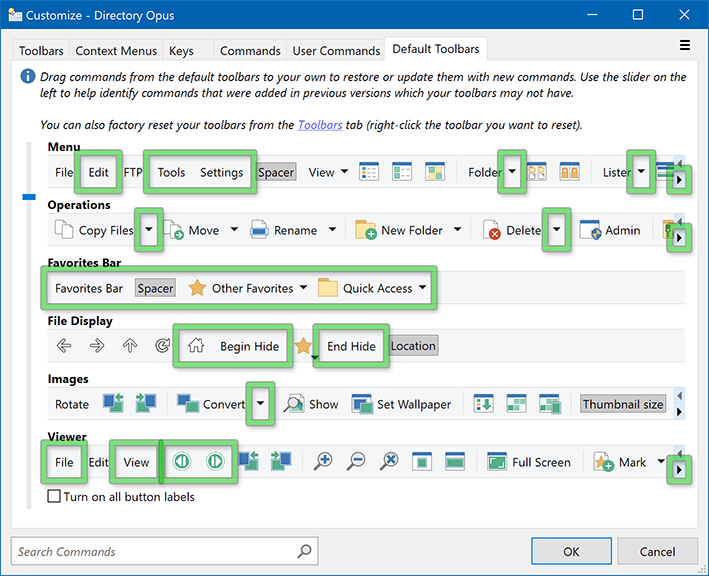 Customize - Directory Opus
Toolbars Context Menus Keys Commands User Commands Default Toolbars
Drag commands from the default toolbars to your own to restore or update them with new commands. Use the slider on the
left to help identify commands that were added in previous versions which your toolbars may not have.
You can also factory reset your toolbars from the Toolbars tab (right-click the toolbar you want to reset).
Menu
File Edit FTP Tools Settings Spacer View Folder Lister
Operations
Copy Files Move Rename New Folder Delete Admin
Favorites Bar
Favorites Bar Spacer Other Favorites Quick Access
File Display
Begin Hide End Hide Location
Images
Rotate Convert Show Set Wallpaper Thumbnail size
Viewer
File Edit View Full Screen Mark
Turn on all button labels
Search Commands OK Cancel